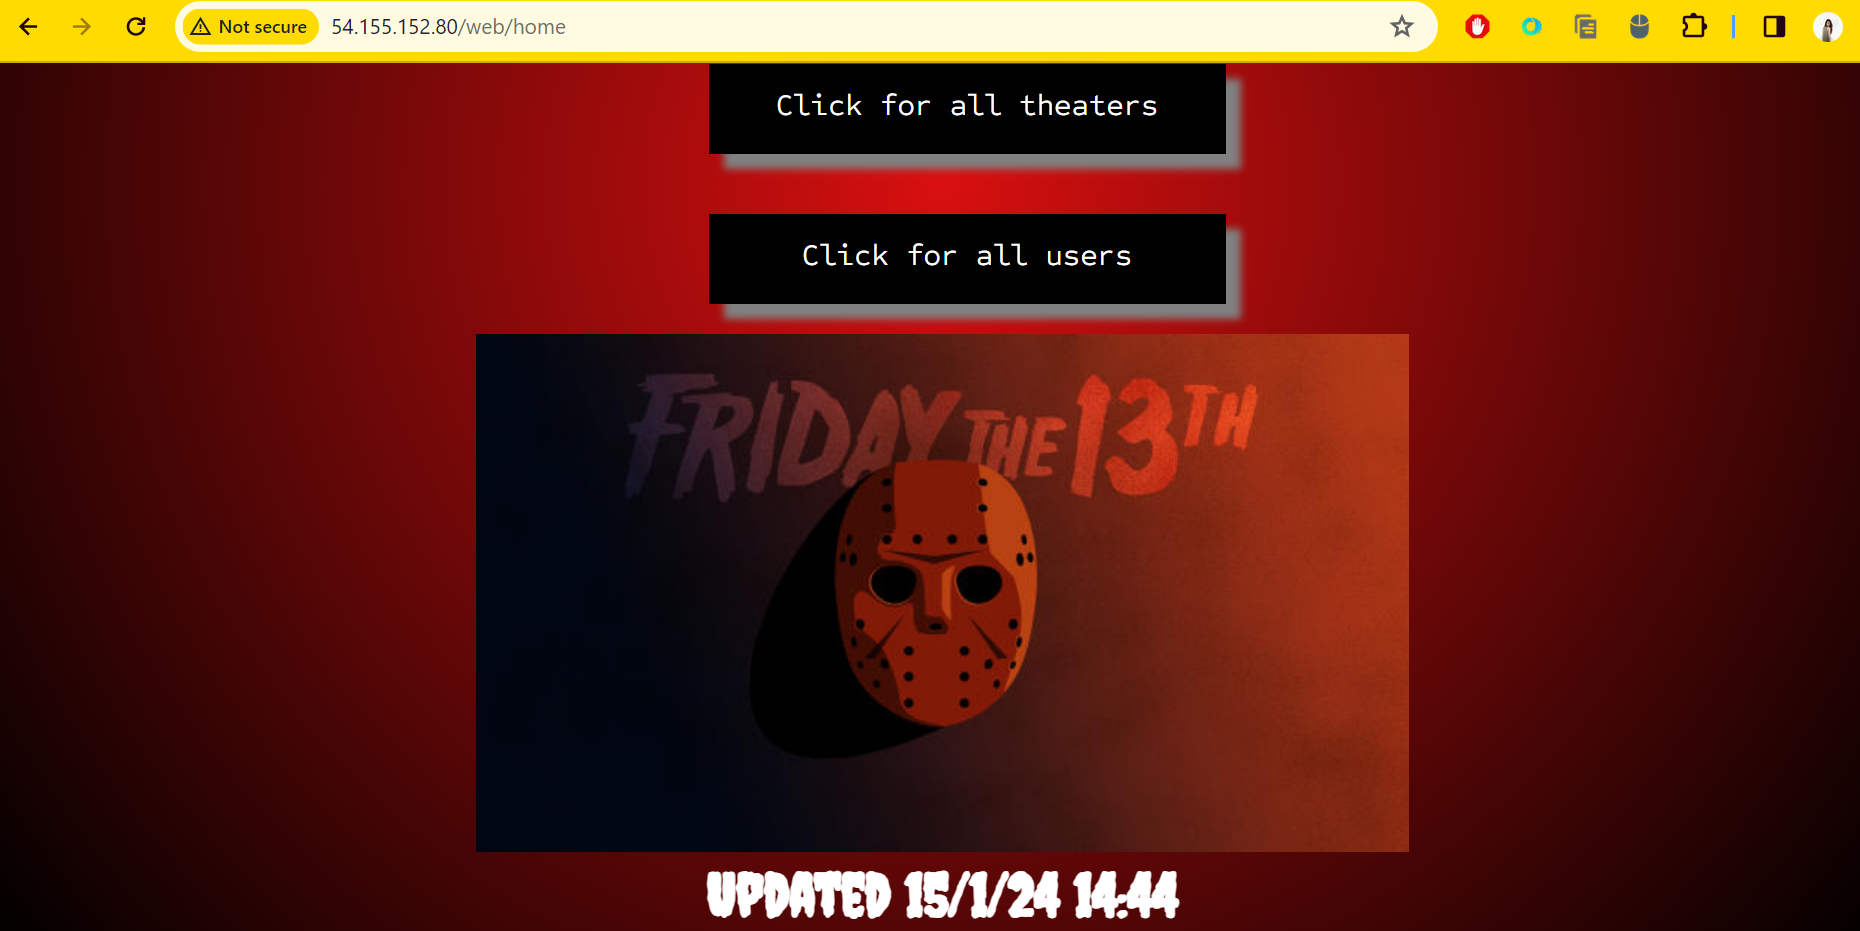 Not secure 54.155.152.80/web/home
Click for all theaters
Click for all users
FRIDAY THE 13TH
UPDATED 15/1/24 14:44